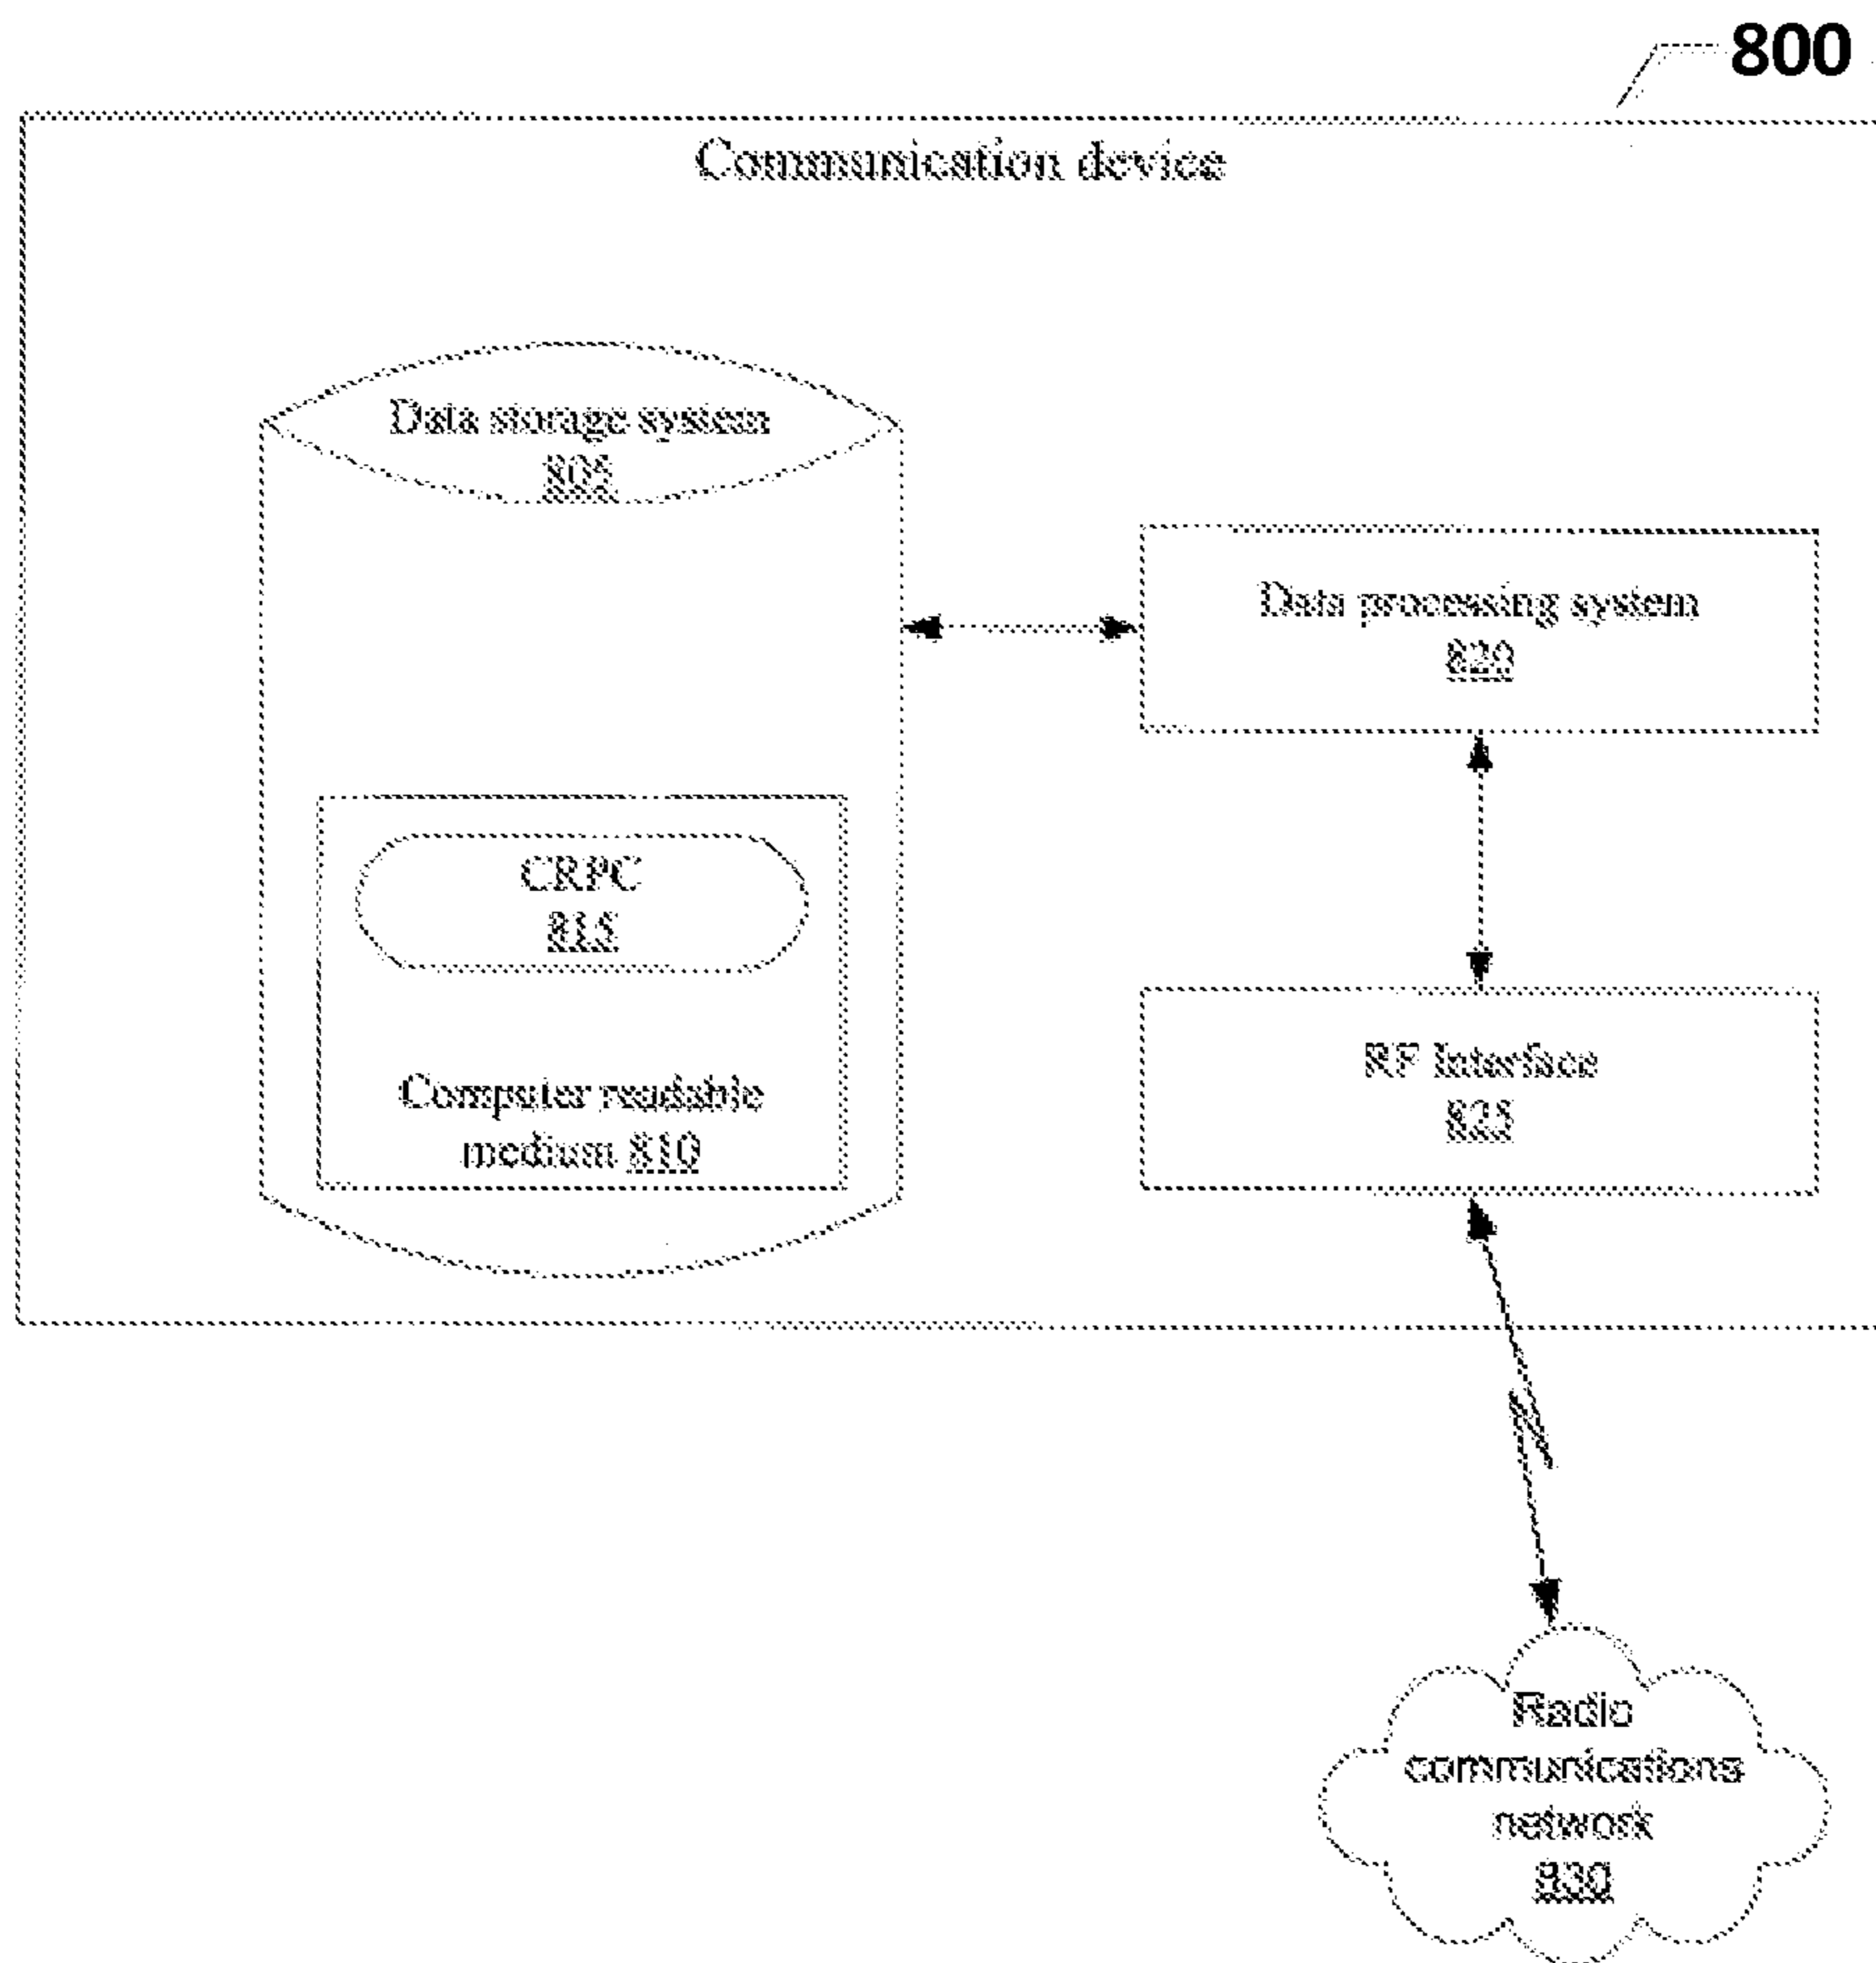 800
Communication device
Data storage system
805
Data processing system
820
CRPC
815
Computer readable
medium 810
RF Interface
825
Radio
communications
network
830